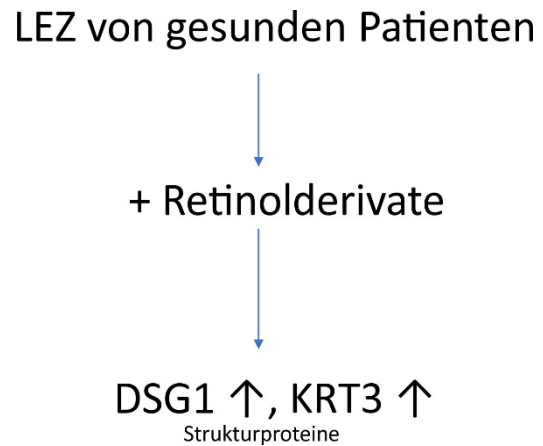 LEZ von gesunden Patienten
+ Retinolderivate
DSG1 ↑, KRT3 ↑
Strukturproteine